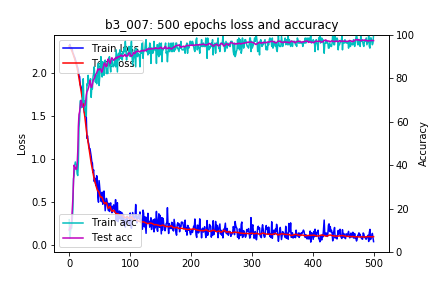 b3_007: 500 epochs loss and accuracy
Train loss
Test loss
Train acc
Test acc
Loss
Accuracy
0.0
0.5
1.0
1.5
2.0
0
20
40
60
80
100
0
100
200
300
400
500